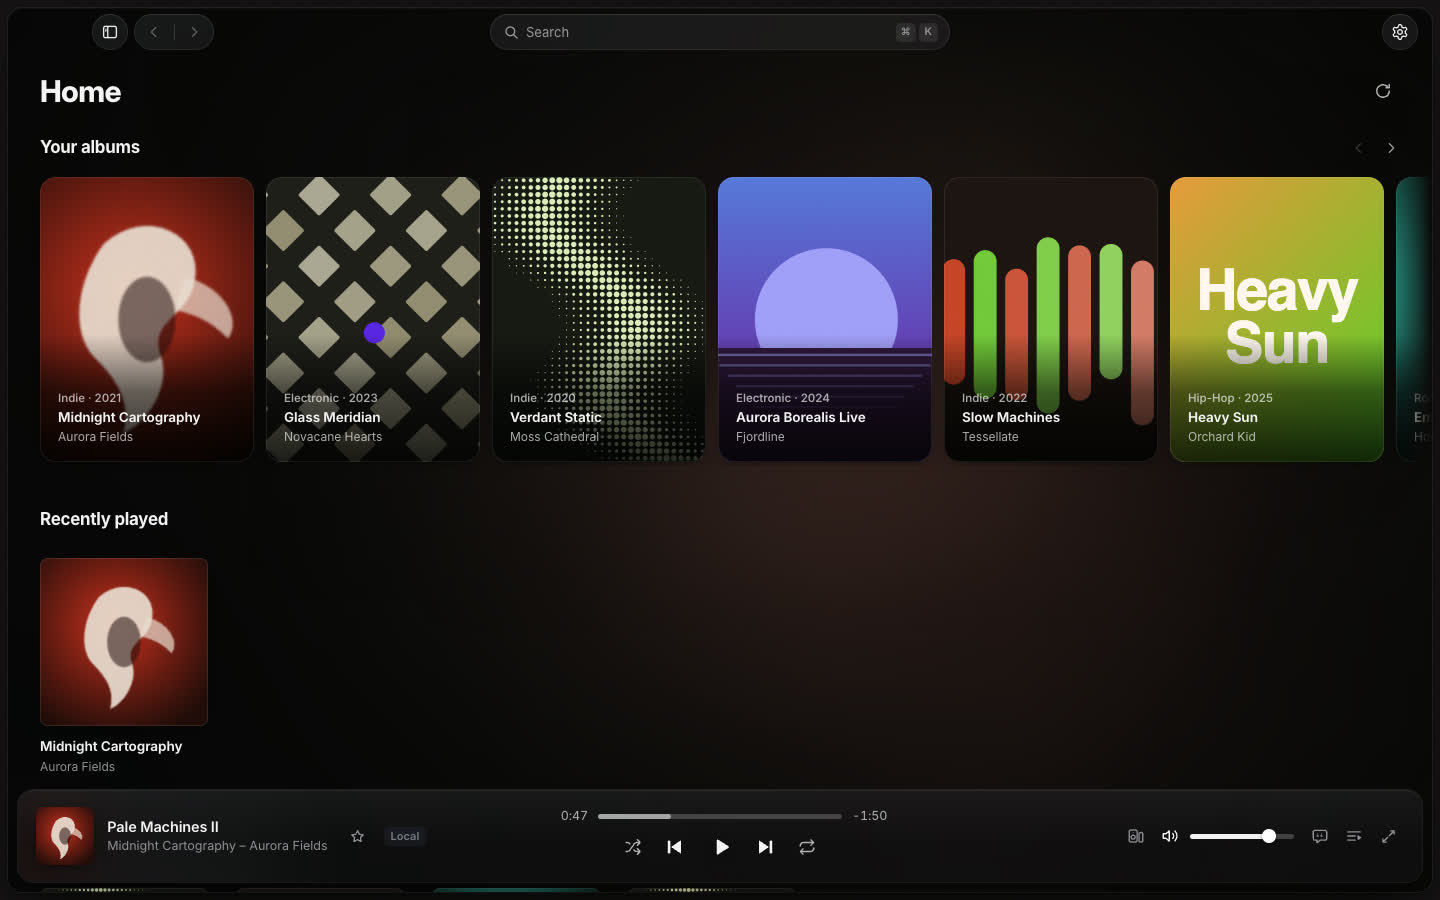 Search
⌘ K
Home
Your albums
Heavy
Sun
Indie · 2021
Midnight Cartography
Aurora Fields
Electronic · 2023
Glass Meridian
Novacane Hearts
Indie · 2020
Verdant Static
Moss Cathedral
Electronic · 2024
Aurora Borealis Live
Fjordline
Indie · 2022
Slow Machines
Tessellate
Hip-Hop · 2025
Heavy Sun
Orchard Kid
Recently played
Midnight Cartography
Aurora Fields
Pale Machines II
Midnight Cartography – Aurora Fields
Local
0:47
-1:50